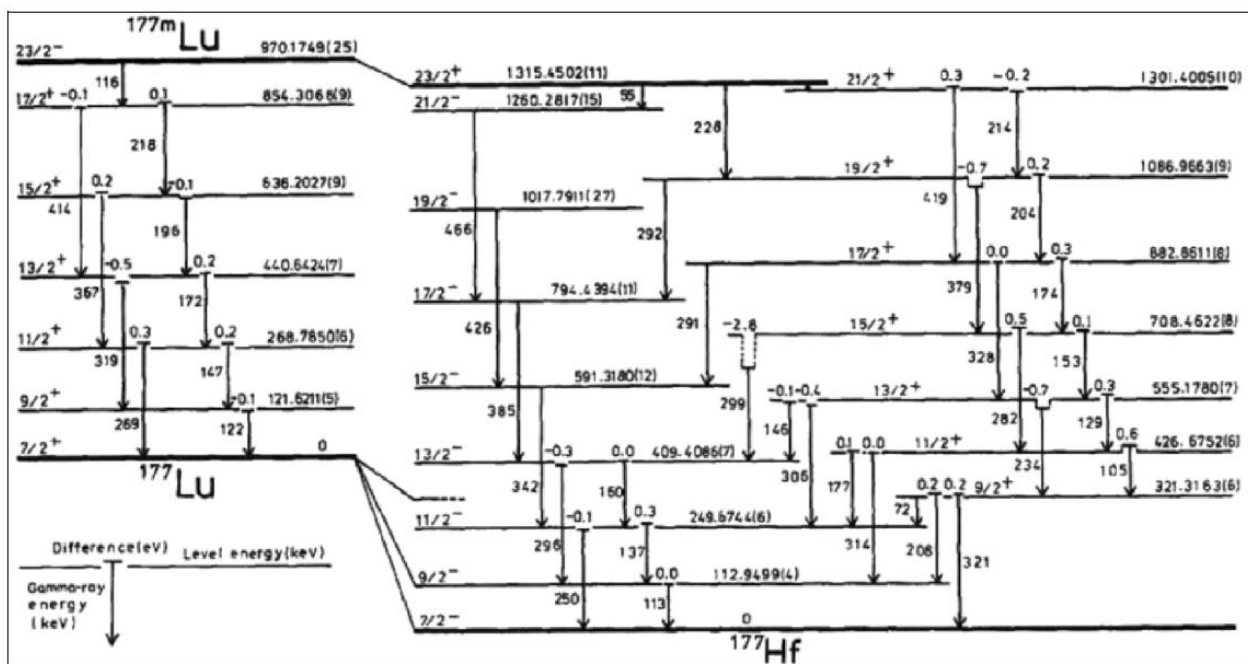 177m Lu
23/2⁻ 970.1749(25)
116
17/2⁺ -0.1 0.1 854.3066(9)
218
15/2⁺ 0.2 -0.1 636.2027(9)
414
196
13/2⁺ -0.5 0.2 440.6424(7)
367 172
11/2⁺ 0.3 0.2 268.7850(6)
319 147
9/2⁺ -0.1 121.6211(5)
269 122
7/2⁺ 0
177 Lu
Difference(eV) Level energy(keV)
Gamma-ray
energy
(keV)
23/2⁺ 1315.4502(11)
55
21/2⁻ 1260.2817(15)
228
19/2⁻ 1017.7911(27)
466 292
17/2⁻ 794.4394(11)
426 291
15/2⁻ 591.3180(12)
385 299
13/2⁻ -0.3 0.0 409.4086(7)
342 160
11/2⁻ -0.1 0.3 249.6744(6)
296 137
9/2⁻ 0.0 112.9499(4)
250 113
7/2⁻ 0
177 Hf
21/2⁺ 0.3 -0.2 1301.4005(10)
214
19/2⁺ -0.7 0.2 1086.9663(9)
419 204
17/2⁺ 0.0 0.3 882.8611(8)
379 174
-2.8 15/2⁺ 0.5 0.1 708.4622(8)
328 153
-0.1 -0.4 13/2⁺ -0.7 0.3 555.1780(7)
146 305 282 129
0.1 0.0 11/2⁺ 0.6 426.6752(6)
177 234 105
0.2 0.2 9/2⁺ 321.3163(6)
72
314 208 321